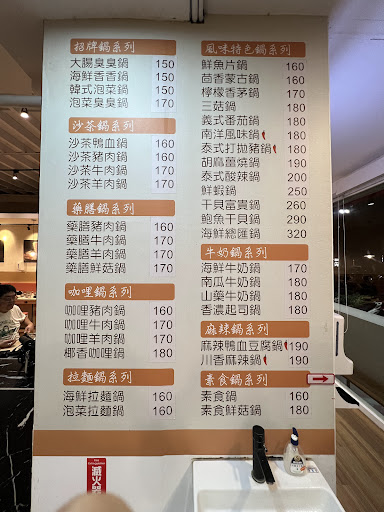 招牌鍋系列
大腸臭臭鍋 150
海鮮香香鍋 150
韓式泡菜鍋 150
泡菜臭臭鍋 170
沙茶鍋系列
沙茶鴨血鍋 160
沙茶豬肉鍋 160
沙茶牛肉鍋 170
沙茶羊肉鍋 170
藥膳鍋系列
藥膳豬肉鍋 160
藥膳牛肉鍋 170
藥膳羊肉鍋 170
藥膳鮮菇鍋 170
咖哩鍋系列
咖哩豬肉鍋 160
咖哩牛肉鍋 170
咖哩羊肉鍋 170
椰香咖哩鍋 180
拉麵鍋系列
海鮮拉麵鍋 160
泡菜拉麵鍋 170
風味特色鍋系列
鮮魚片鍋 160
茴香蒙古鍋 160
檸檬香茅鍋 170
三菇鍋 180
義式番茄鍋 180
南洋風味鍋 180
泰式打拋豬鍋 180
胡麻薑燒鍋 190
泰式酸辣鍋 200
鮮蝦鍋 250
干貝富貴鍋 260
鮑魚干貝鍋 290
海鮮總匯鍋 320
牛奶鍋系列
海鮮牛奶鍋 170
南瓜牛奶鍋 180
山藥牛奶鍋 180
香濃起司鍋 180
麻辣鍋系列
麻辣鴨血豆腐鍋 190
川香麻辣鍋 190
素食鍋系列
素食鍋 160
素食鮮菇鍋 180
滅火